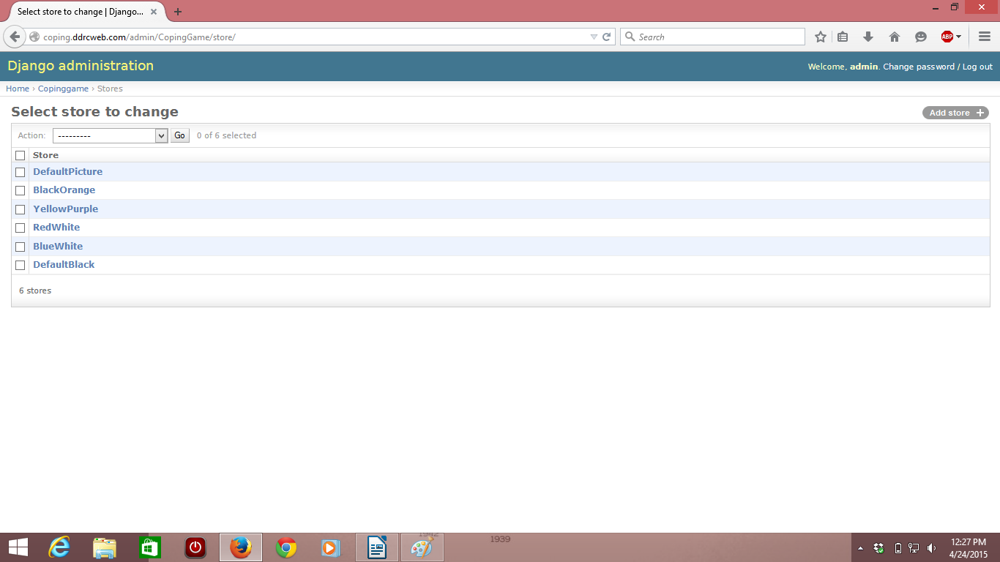 Select store to change | Django...
coping.ddrcweb.com/admin/CopingGame/store/
Search
ABP
Django administration
Welcome, admin. Change password / Log out
Home › Copinggame › Stores
Select store to change
Add store +
Action: --------- Go 0 of 6 selected
Store
DefaultPicture
BlackOrange
YellowPurple
RedWhite
BlueWhite
DefaultBlack
6 stores
1942
1939
12:27 PM
4/24/2015